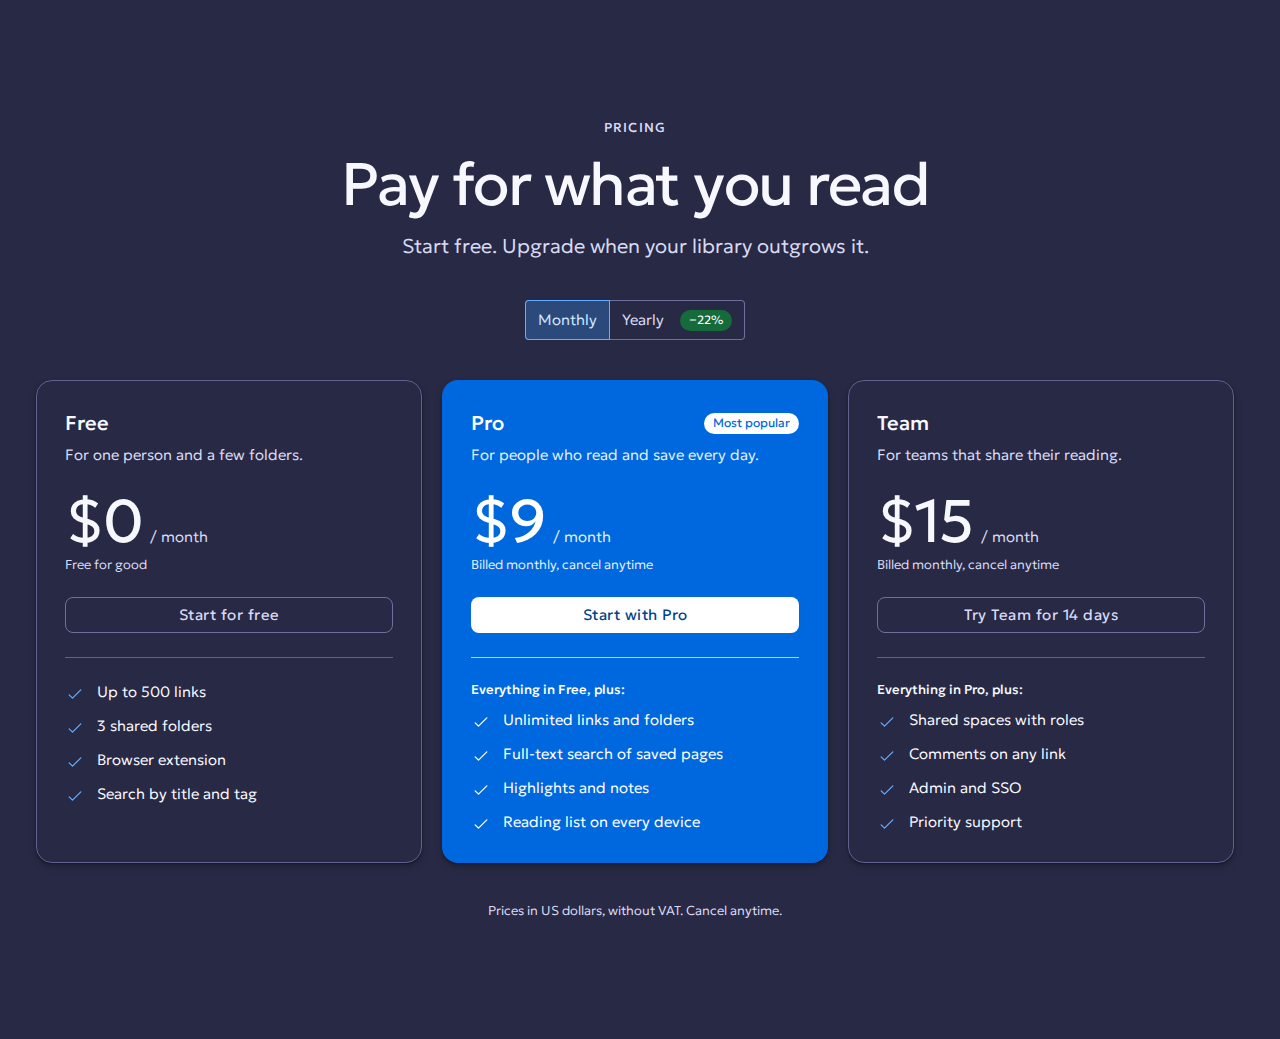 PRICING
Pay for what you read
Start free. Upgrade when your library outgrows it.
Monthly
Yearly
−22%
Free
For one person and a few folders.
$0 / month
Free for good
Start for free
Up to 500 links
3 shared folders
Browser extension
Search by title and tag
Pro
Most popular
For people who read and save every day.
$9 / month
Billed monthly, cancel anytime
Start with Pro
Everything in Free, plus:
Unlimited links and folders
Full-text search of saved pages
Highlights and notes
Reading list on every device
Team
For teams that share their reading.
$15 / month
Billed monthly, cancel anytime
Try Team for 14 days
Everything in Pro, plus:
Shared spaces with roles
Comments on any link
Admin and SSO
Priority support
Prices in US dollars, without VAT. Cancel anytime.